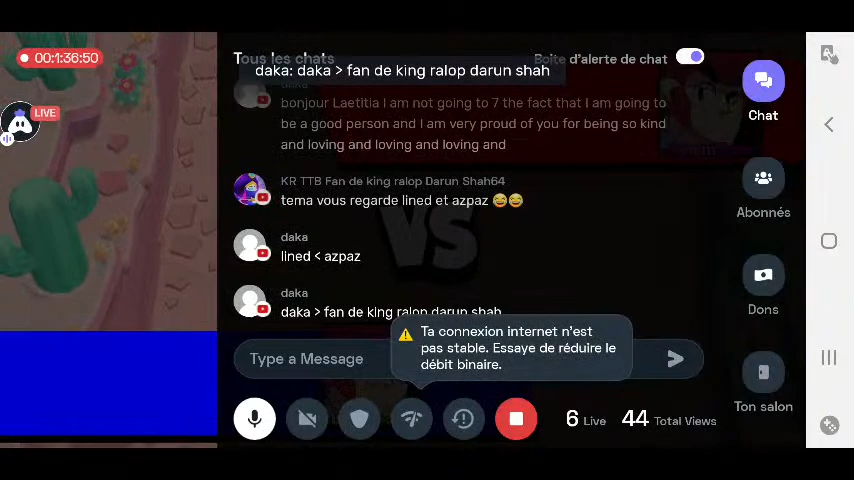 00:1:36:50
LIVE
Tous les chats
Boîte d'alerte de chat
daka: daka > fan de king ralop darun shah
daka
bonjour Laetitia I am not going to 7 the fact that I am going to
be a good person and I am very proud of you for being so kind
and loving and loving and loving and
KR TTB Fan de king ralop Darun Shah64
tema vous regarde lined et azpaz 😂😂
daka
lined < azpaz
daka
daka > fan de king ralop darun shah
Ta connexion internet n'est
pas stable. Essaye de réduire le
débit binaire.
Type a Message
6 Live 44 Total Views
Chat
Abonnés
Dons
Ton salon
VS